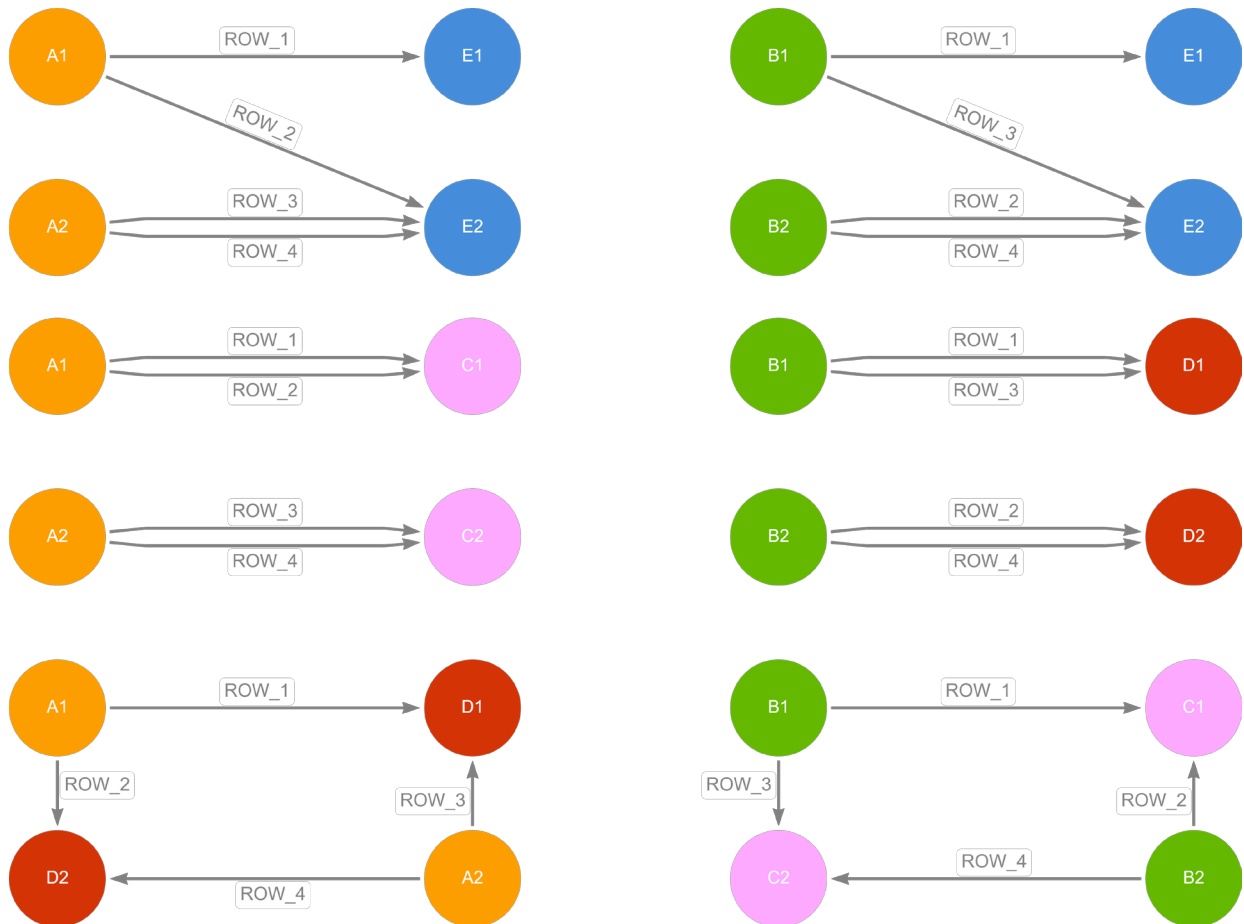 A1 ROW_1 E1 B1 ROW_1 E1
ROW_2 ROW_3
A2 ROW_3 E2 B2 ROW_2 E2
ROW_4 ROW_4
A1 ROW_1 C1 B1 ROW_1 D1
ROW_2 ROW_3
A2 ROW_3 C2 B2 ROW_2 D2
ROW_4 ROW_4
A1 ROW_1 D1 B1 ROW_1 C1
ROW_2 ROW_3 ROW_3 ROW_2
D2 ROW_4 A2 C2 ROW_4 B2